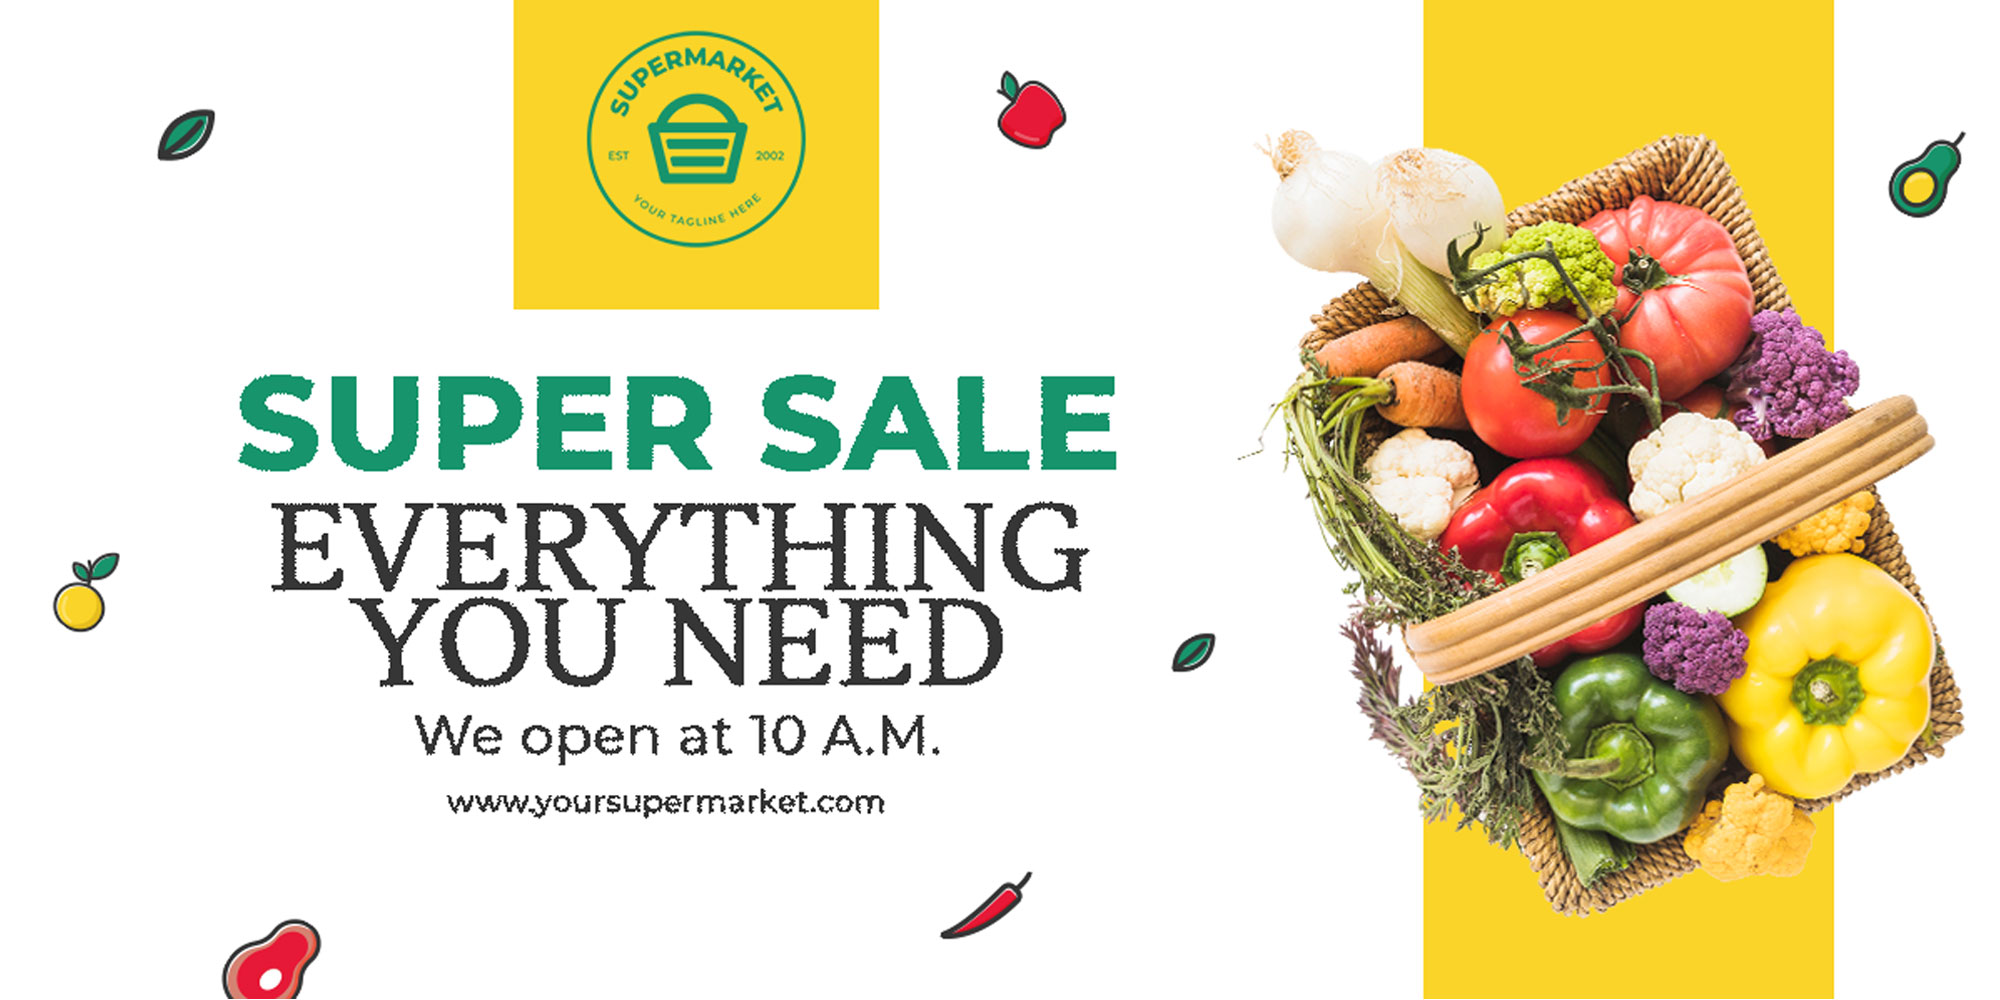 SUPERMARKET
EST 2002
YOUR TAGLINE HERE
SUPER SALE
EVERYTHING
YOU NEED
We open at 10 A.M.
www.yoursupermarket.com